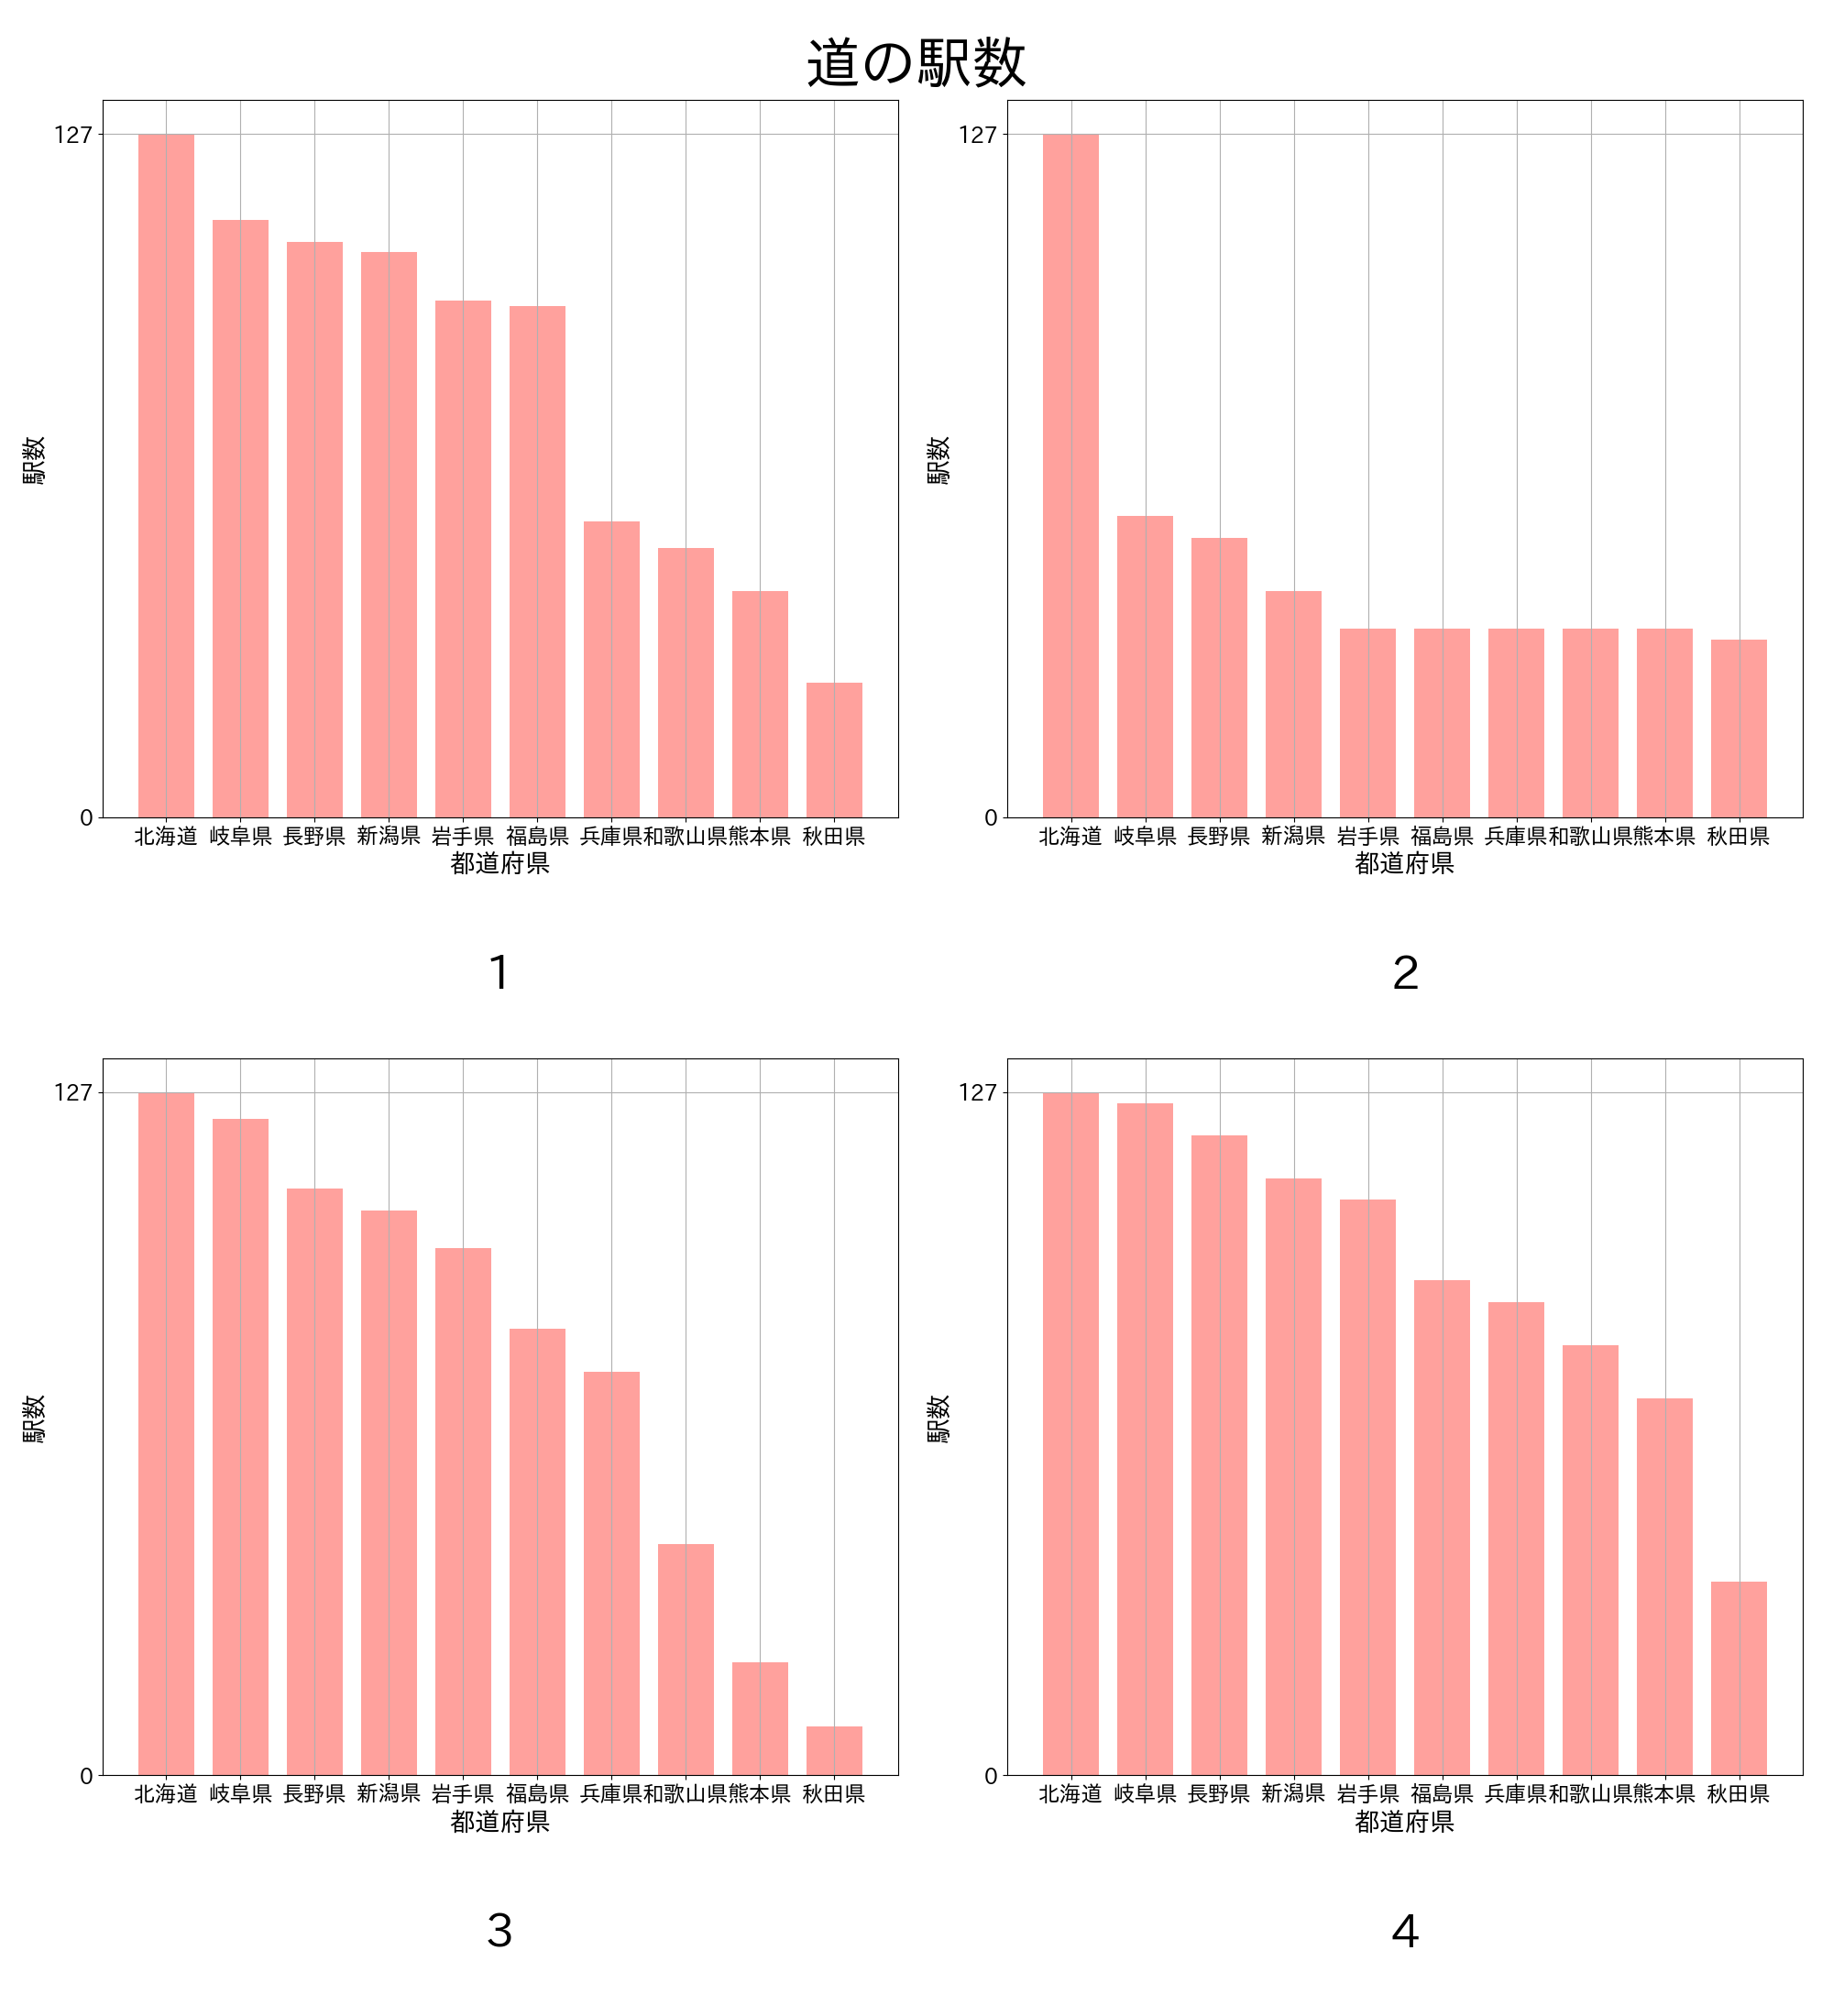 道の駅数
127
駅数
0
北海道 岐阜県 長野県 新潟県 岩手県 福島県 兵庫県 和歌山県 熊本県 秋田県
都道府県
1
127
駅数
0
北海道 岐阜県 長野県 新潟県 岩手県 福島県 兵庫県 和歌山県 熊本県 秋田県
都道府県
2
127
駅数
0
北海道 岐阜県 長野県 新潟県 岩手県 福島県 兵庫県 和歌山県 熊本県 秋田県
都道府県
3
127
駅数
0
北海道 岐阜県 長野県 新潟県 岩手県 福島県 兵庫県 和歌山県 熊本県 秋田県
都道府県
4